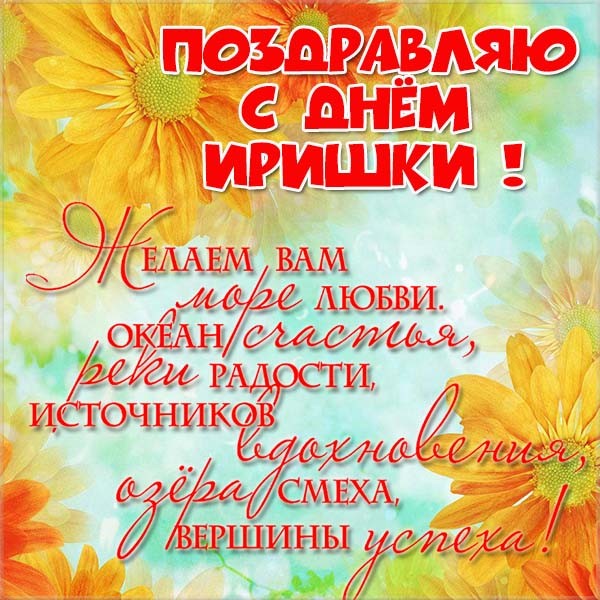 ПОЗДРАВЛЯЮ
С ДНЁМ
ИРИШКИ !
Желаем вам
море любви.
океан счастья,
реки радости,
источников
вдохновения,
озёра смеха,
вершины успеха!